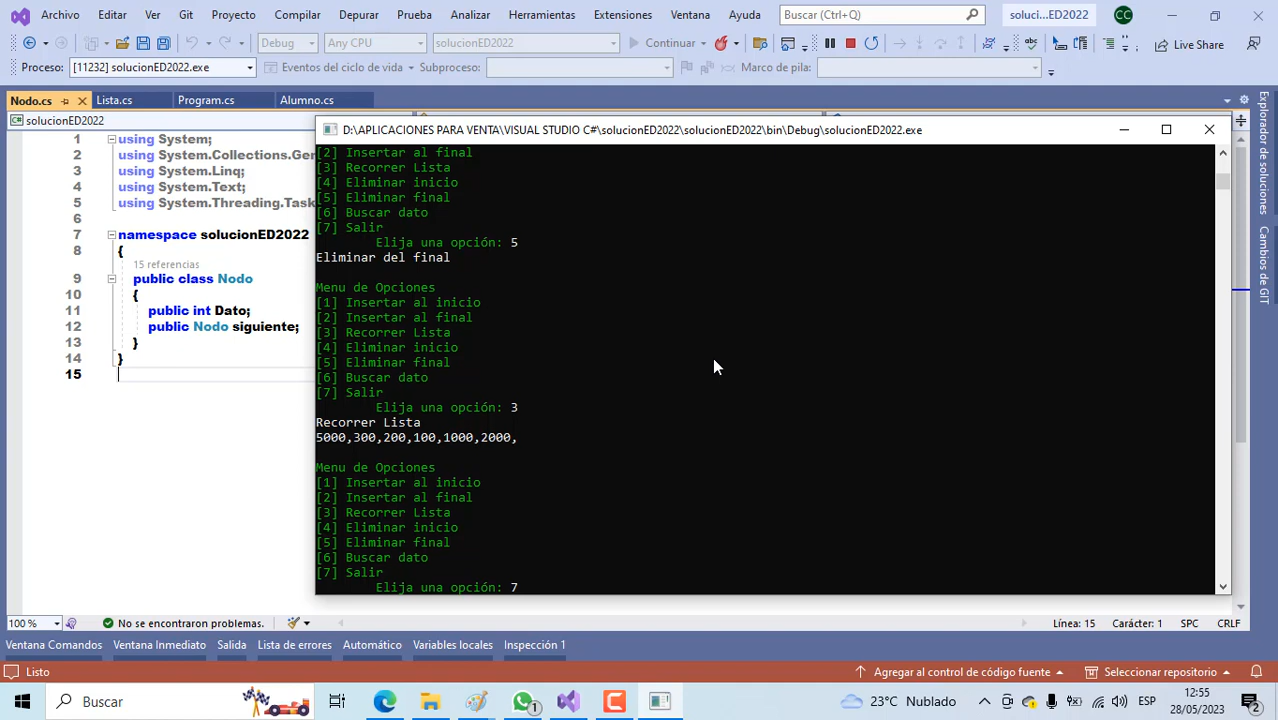 Archivo Editar Ver Git Proyecto Compilar Depurar Prueba Analizar Herramientas Extensiones Ventana Ayuda Buscar (Ctrl+Q) soluci...ED2022 CC
Debug Any CPU solucionED2022 Continuar Live Share
Proceso: [11232] solucionED2022.exe Eventos del ciclo de vida Subproceso: Marco de pila:
Nodo.cs Lista.cs Program.cs Alumno.cs
solucionED2022
1 using System;
2 using System.Collections.Gen
3 using System.Linq;
4 using System.Text;
5 using System.Threading.Task
6
7 namespace solucionED2022
8 {
15 referencias
9 public class Nodo
10 {
11 public int Dato;
12 public Nodo siguiente;
13 }
14 }
15
D:\APLICACIONES PARA VENTA\VISUAL STUDIO C#\solucionED2022\solucionED2022\bin\Debug\solucionED2022.exe
[2] Insertar al final
[3] Recorrer Lista
[4] Eliminar inicio
[5] Eliminar final
[6] Buscar dato
[7] Salir
Elija una opción: 5
Eliminar del final
Menu de Opciones
[1] Insertar al inicio
[2] Insertar al final
[3] Recorrer Lista
[4] Eliminar inicio
[5] Eliminar final
[6] Buscar dato
[7] Salir
Elija una opción: 3
Recorrer Lista
5000,300,200,100,1000,2000,
Menu de Opciones
[1] Insertar al inicio
[2] Insertar al final
[3] Recorrer Lista
[4] Eliminar inicio
[5] Eliminar final
[6] Buscar dato
[7] Salir
Elija una opción: 7
Explorador de soluciones
Cambios de GIT
100 % No se encontraron problemas. Línea: 15 Carácter: 1 SPC CRLF
Ventana Comandos Ventana Inmediato Salida Lista de errores Automático Variables locales Inspección 1
Listo Agregar al control de código fuente Seleccionar repositorio
Buscar 1 23°C Nublado ESP 12:55
28/05/2023 2